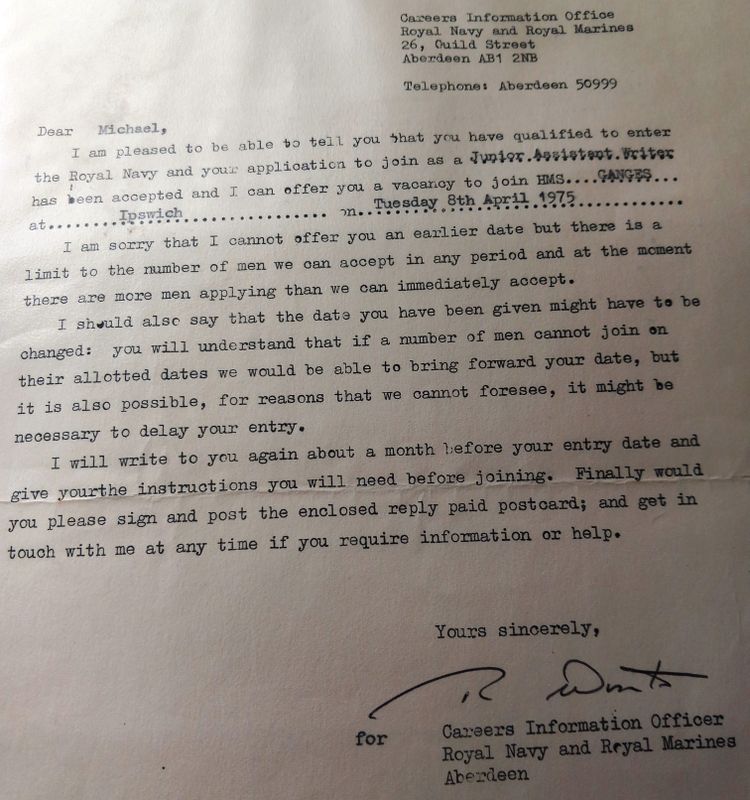 Careers Information Office
Royal Navy and Royal Marines
26, Guild Street
Aberdeen AB1 2NB
Telephone: Aberdeen 50999
Dear Michael,
I am pleased to be able to tell you that you have qualified to enter
the Royal Navy and your application to join as a Junior.Assistant.Writer
has been accepted and I can offer you a vacancy to join HMS....GANGES...
at.........Ipswich.................. on..Tuesday 8th April 1975............
I am sorry that I cannot offer you an earlier date but there is a
limit to the number of men we can accept in any period and at the moment
there are more men applying than we can immediately accept.
I should also say that the date you have been given might have to be
changed: you will understand that if a number of men cannot join on
their allotted dates we would be able to bring forward your date, but
it is also possible, for reasons that we cannot foresee, it might be
necessary to delay your entry.
I will write to you again about a month before your entry date and
give yourthe instructions you will need before joining. Finally would
you please sign and post the enclosed reply paid postcard; and get in
touch with me at any time if you require information or help.
Yours sincerely,
for Careers Information Officer
Royal Navy and Royal Marines
Aberdeen